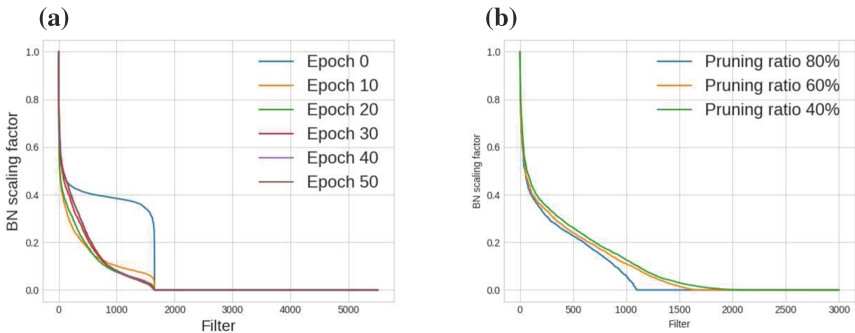 (a)
(b)
1.0
0.8
0.6
0.4
0.2
0.0
0
1000
2000
3000
4000
5000
BN scaling factor
Filter
Epoch 0
Epoch 10
Epoch 20
Epoch 30
Epoch 40
Epoch 50
1.0
0.8
0.6
0.4
0.2
0.0
0
500
1000
1500
2000
2500
3000
BN scaling factor
Filter
Pruning ratio 80%
Pruning ratio 60%
Pruning ratio 40%